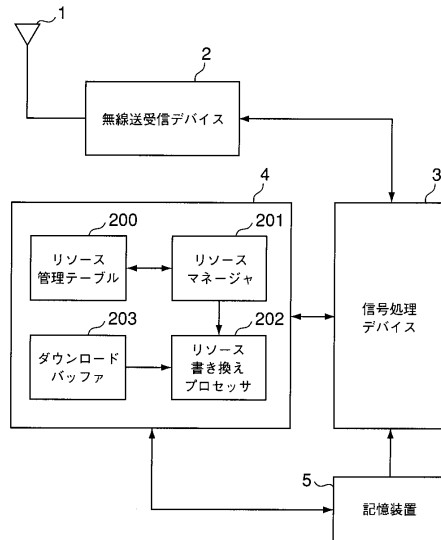 1
2
無線送受信デバイス
4
3
200
201
リソース
管理テーブル
リソース
マネージャ
203
202
ダウンロード
バッファ
リソース
書き換え
プロセッサ
信号処理
デバイス
5
記憶装置